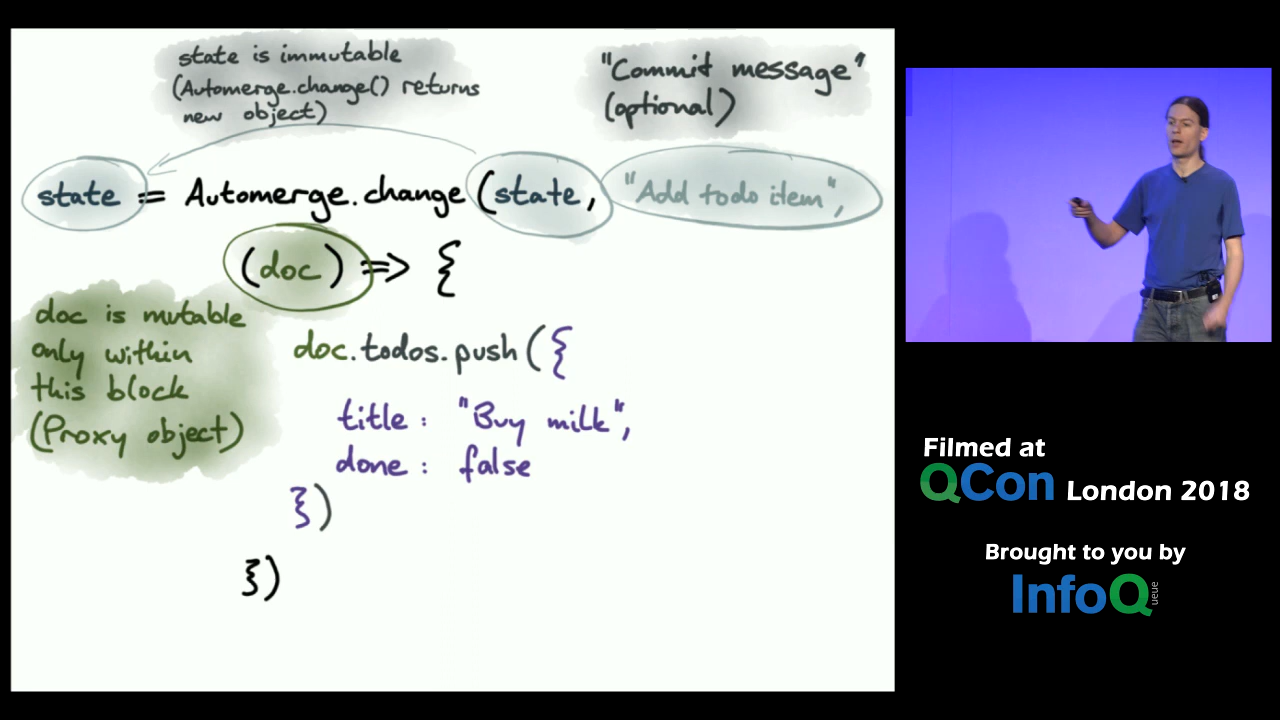 state is immutable
(Automerge.change() returns
new object)
"Commit message"
(optional)
state = Automerge.change(state, "Add todo item",
(doc) => {
doc is mutable
only within
this block
(Proxy object)
doc.todos.push({
title : "Buy milk",
done : false
})
})
Filmed at
QCon London 2018
Brought to you by
InfoQueue